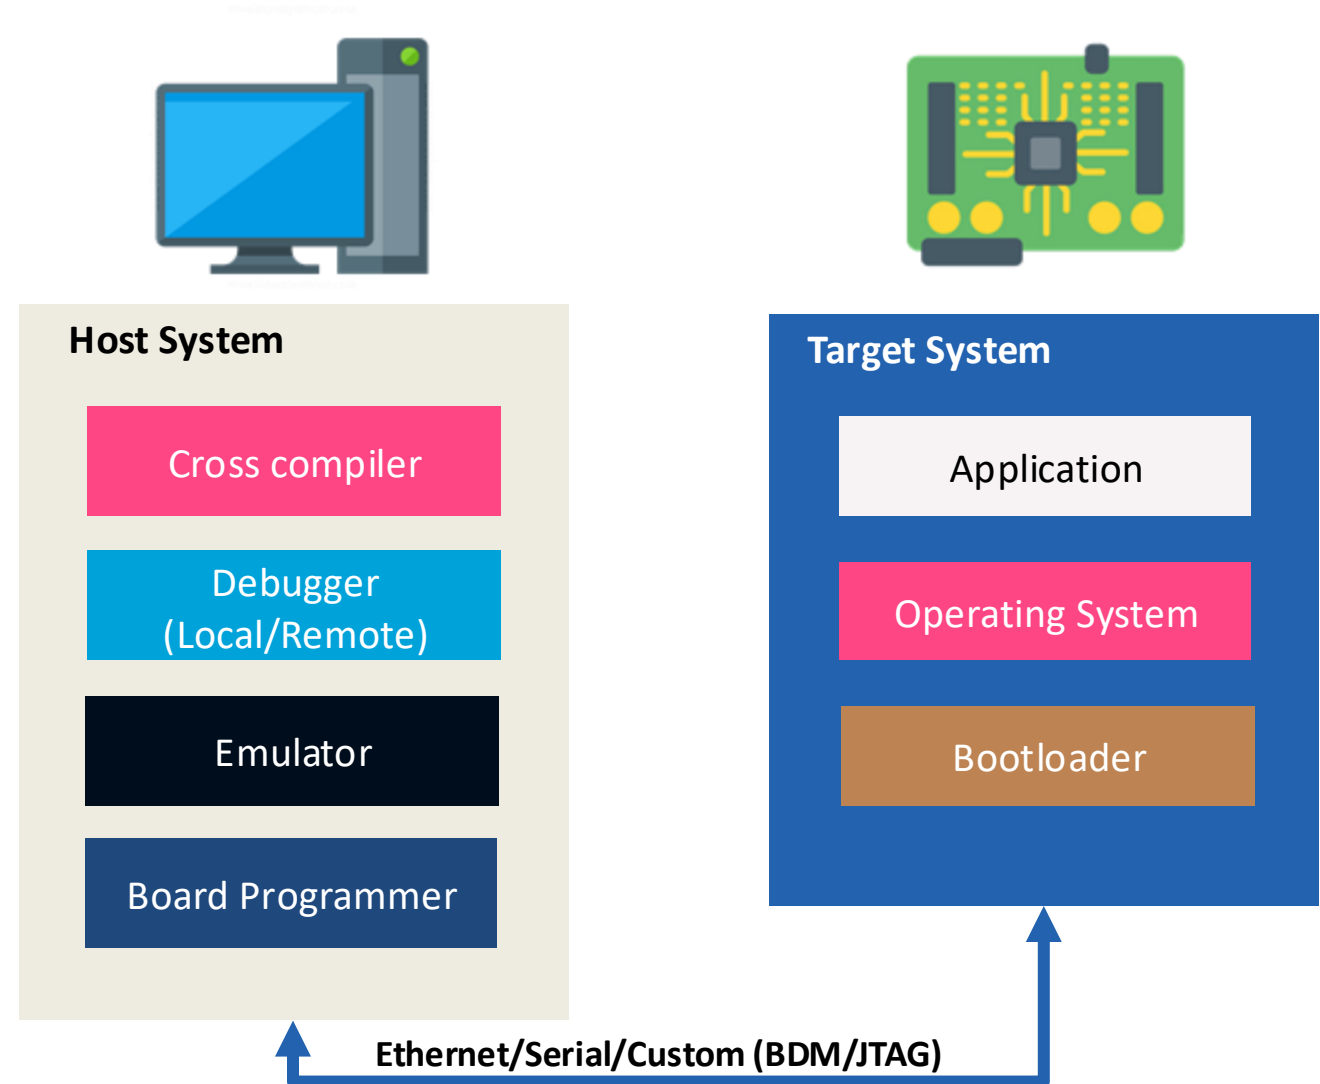 Host System
Cross compiler
Debugger
(Local/Remote)
Emulator
Board Programmer
Target System
Application
Operating System
Bootloader
Ethernet/Serial/Custom (BDM/JTAG)